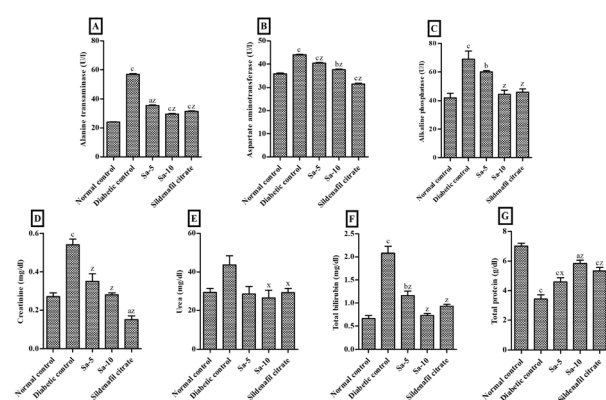 A
Alanine transaminase (U/l)
80
60
40
20
0
c
az
cz
cz
Normal control
Diabetic control
Sa-5
Sa-10
Sildenafil citrate
B
Aspartate aminotransferase (U/l)
50
40
30
20
10
0
c
cz
bz
z
Normal control
Diabetic control
Sa-5
Sa-10
Sildenafil citrate
C
Alkaline phosphatase (U/l)
100
80
60
40
20
0
c
b
z
z
Normal control
Diabetic control
Sa-5
Sa-10
Sildenafil citrate
D
Creatinine (mg/dl)
0.6
0.4
0.2
0.0
c
z
z
az
Normal control
Diabetic control
Sa-5
Sa-10
Sildenafil citrate
E
Urea (mg/dl)
80
60
40
20
0
x
x
Normal control
Diabetic control
Sa-5
Sa-10
Sildenafil citrate
F
Total bilirubin (mg/dl)
2.5
2.0
1.5
1.0
0.5
0.0
c
bz
z
z
Normal control
Diabetic control
Sa-5
Sa-10
Sildenafil citrate
G
Total protein (g/dl)
8
6
4
2
0
c
cx
az
cz
Normal control
Diabetic control
Sa-5
Sa-10
Sildenafil citrate